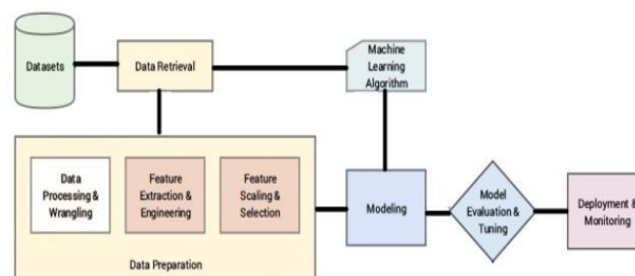 Datasets
Data Retrieval
Machine
Learning
Algorithm
Data
Processing &
Wrangling
Feature
Extraction &
Engineering
Feature
Scaling &
Selection
Data Preparation
Modeling
Model
Evaluation &
Tuning
Deployment &
Monitoring